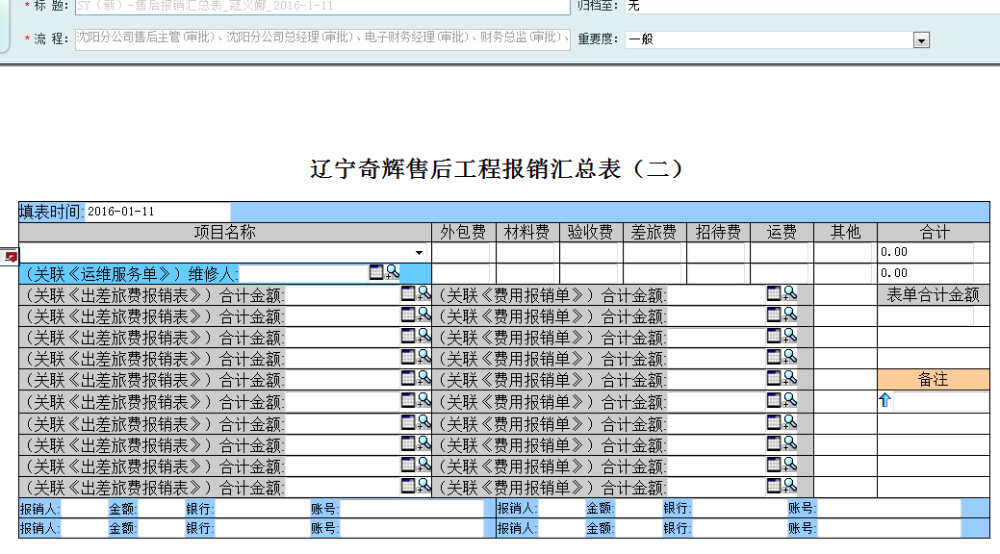 * 标 题: SY（新）-售后报销汇总表_寇义娜_2016-1-11 归档至: 无
* 流 程: 沈阳分公司售后主管(审批)、沈阳分公司总经理(审批)、电子财务经理(审批)、财务总监(审批)、 重要度: 一般
辽宁奇辉售后工程报销汇总表（二）
填表时间: 2016-01-11
项目名称 外包费 材料费 验收费 差旅费 招待费 运费 其他 合计
0.00
（关联《运维服务单》）维修人: 0.00
（关联《出差旅费报销表》）合计金额: （关联《费用报销单》）合计金额: 表单合计金额
（关联《出差旅费报销表》）合计金额: （关联《费用报销单》）合计金额:
（关联《出差旅费报销表》）合计金额: （关联《费用报销单》）合计金额:
（关联《出差旅费报销表》）合计金额: （关联《费用报销单》）合计金额:
（关联《出差旅费报销表》）合计金额: （关联《费用报销单》）合计金额: 备注
（关联《出差旅费报销表》）合计金额: （关联《费用报销单》）合计金额:
（关联《出差旅费报销表》）合计金额: （关联《费用报销单》）合计金额:
（关联《出差旅费报销表》）合计金额: （关联《费用报销单》）合计金额:
（关联《出差旅费报销表》）合计金额: （关联《费用报销单》）合计金额:
（关联《出差旅费报销表》）合计金额: （关联《费用报销单》）合计金额:
报销人: 金额: 银行: 账号: 报销人: 金额: 银行: 账号:
报销人: 金额: 银行: 账号: 报销人: 金额: 银行: 账号: